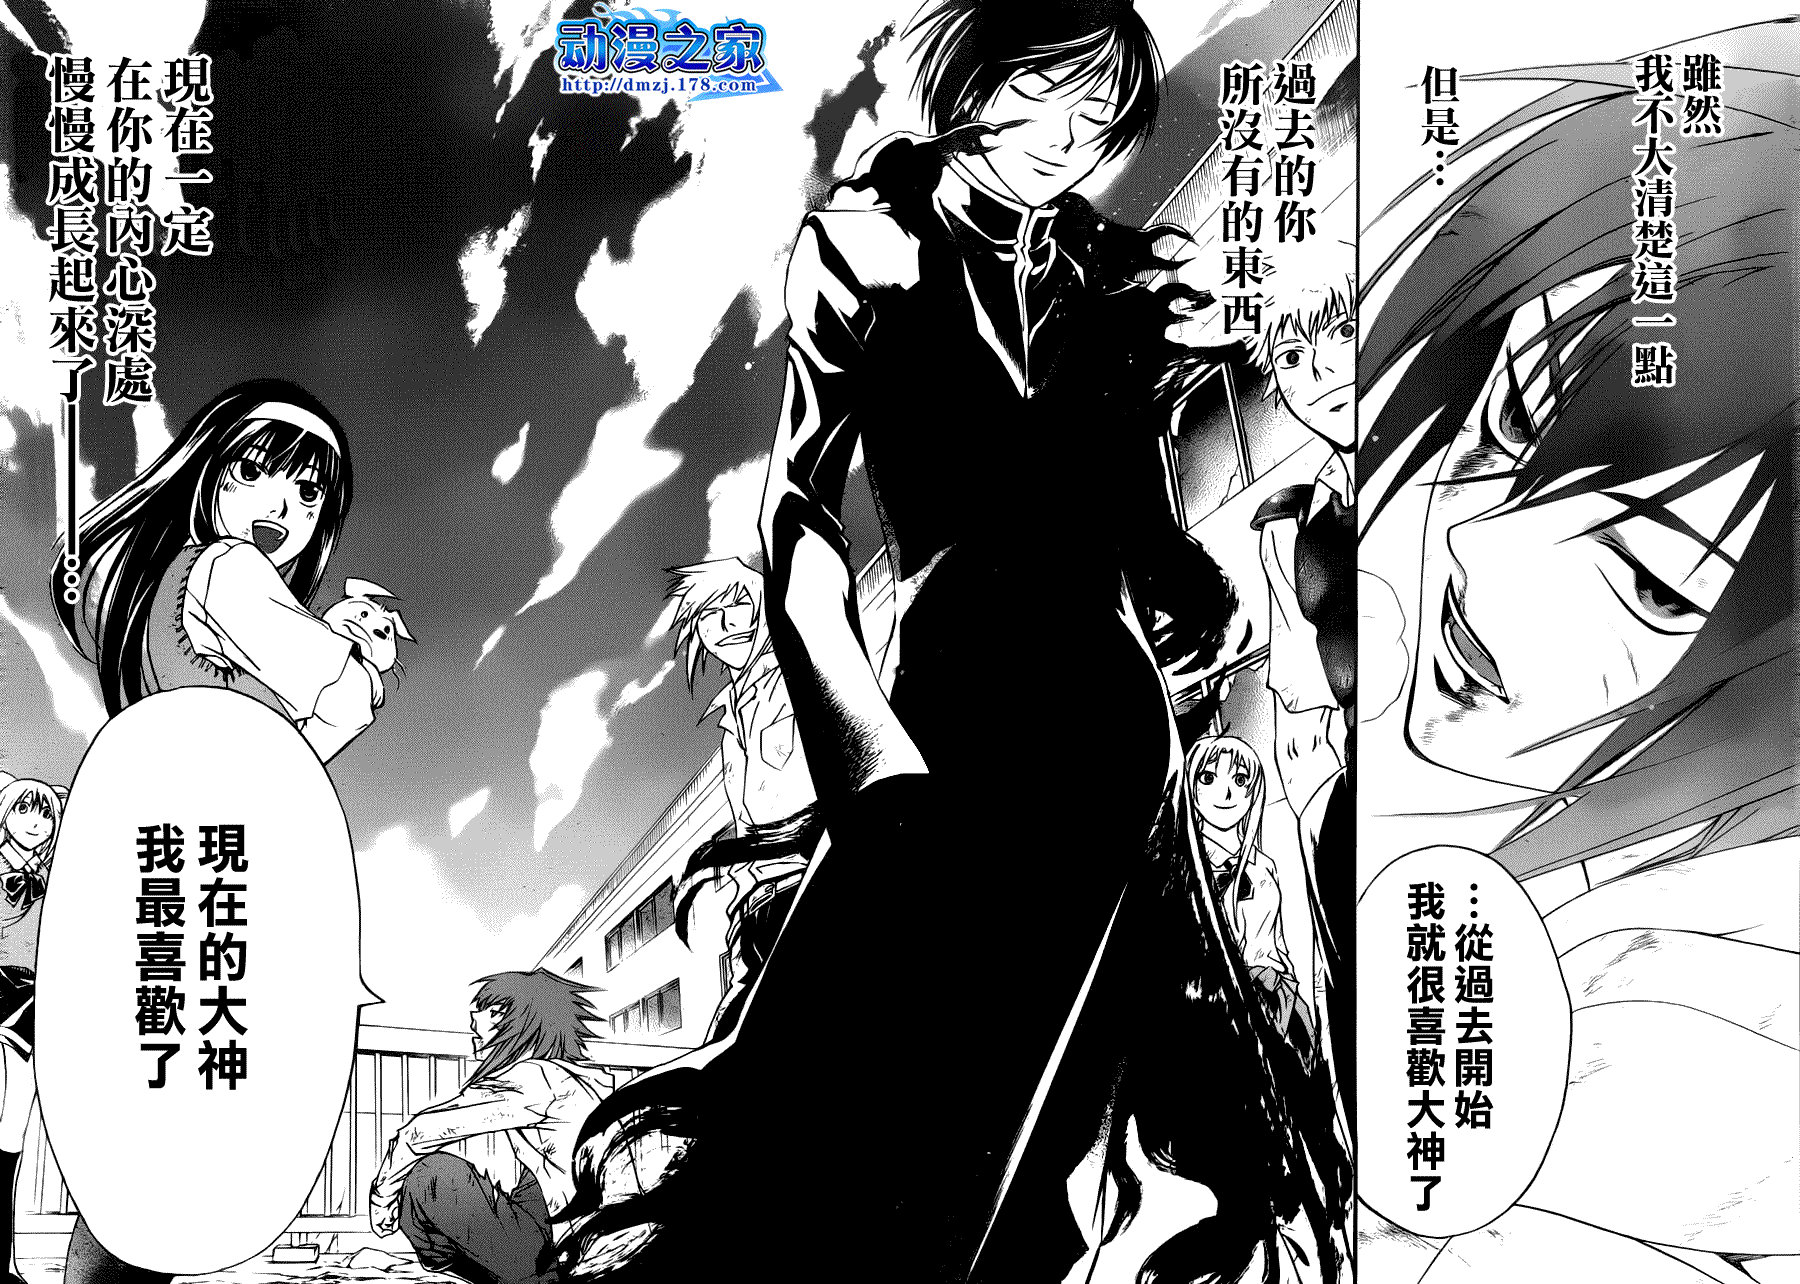 雖然
我不大清楚這一點
但是…
…從過去開始
我就很喜歡大神了
過去的你
所沒有的東西
动漫之家
http://dmzj.178.com
現在一定
在你的內心深處
慢慢成長起來了——…
現在的大神
我最喜歡了